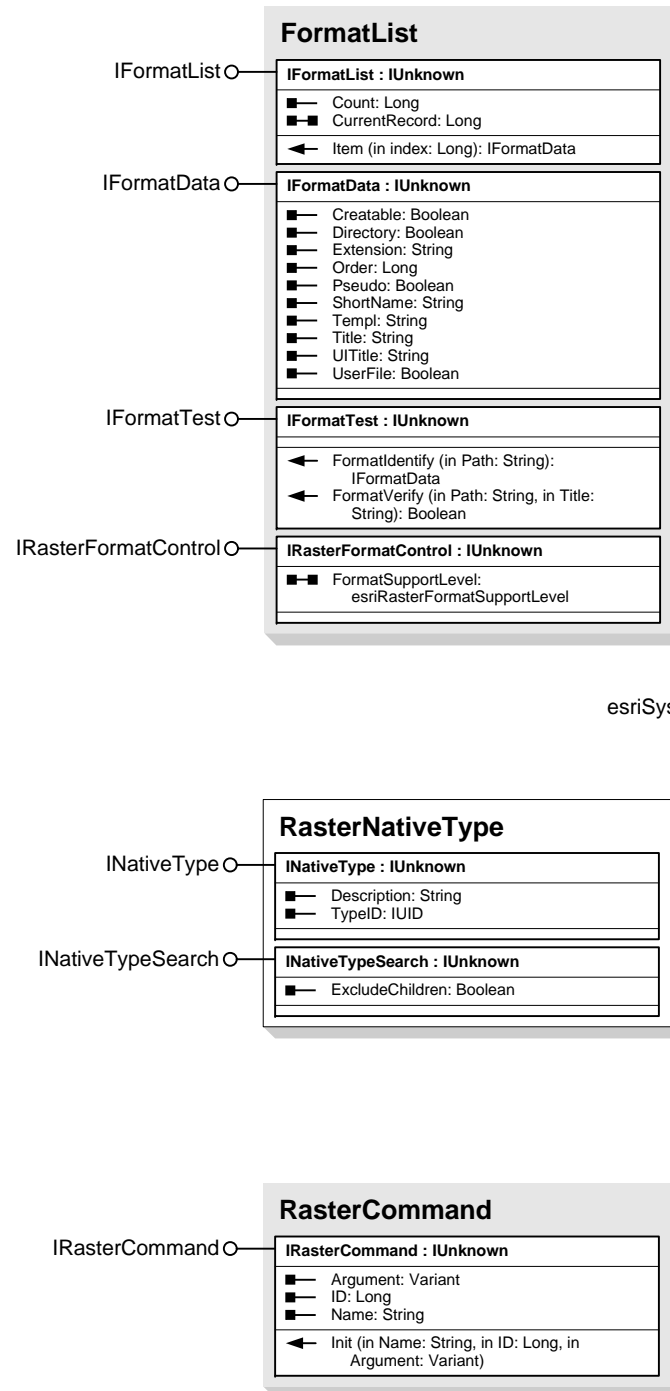 FormatList
IFormatList
IFormatList : IUnknown
Count: Long
CurrentRecord: Long
Item (in index: Long): IFormatData
IFormatData
IFormatData : IUnknown
Creatable: Boolean
Directory: Boolean
Extension: String
Order: Long
Pseudo: Boolean
ShortName: String
Templ: String
Title: String
UITitle: String
UserFile: Boolean
IFormatTest
IFormatTest : IUnknown
FormatIdentify (in Path: String):
IFormatData
FormatVerify (in Path: String, in Title:
String): Boolean
IRasterFormatControl
IRasterFormatControl : IUnknown
FormatSupportLevel:
esriRasterFormatSupportLevel
esriSys
RasterNativeType
INativeType
INativeType : IUnknown
Description: String
TypeID: IUID
INativeTypeSearch
INativeTypeSearch : IUnknown
ExcludeChildren: Boolean
RasterCommand
IRasterCommand
IRasterCommand : IUnknown
Argument: Variant
ID: Long
Name: String
Init (in Name: String, in ID: Long, in
Argument: Variant)